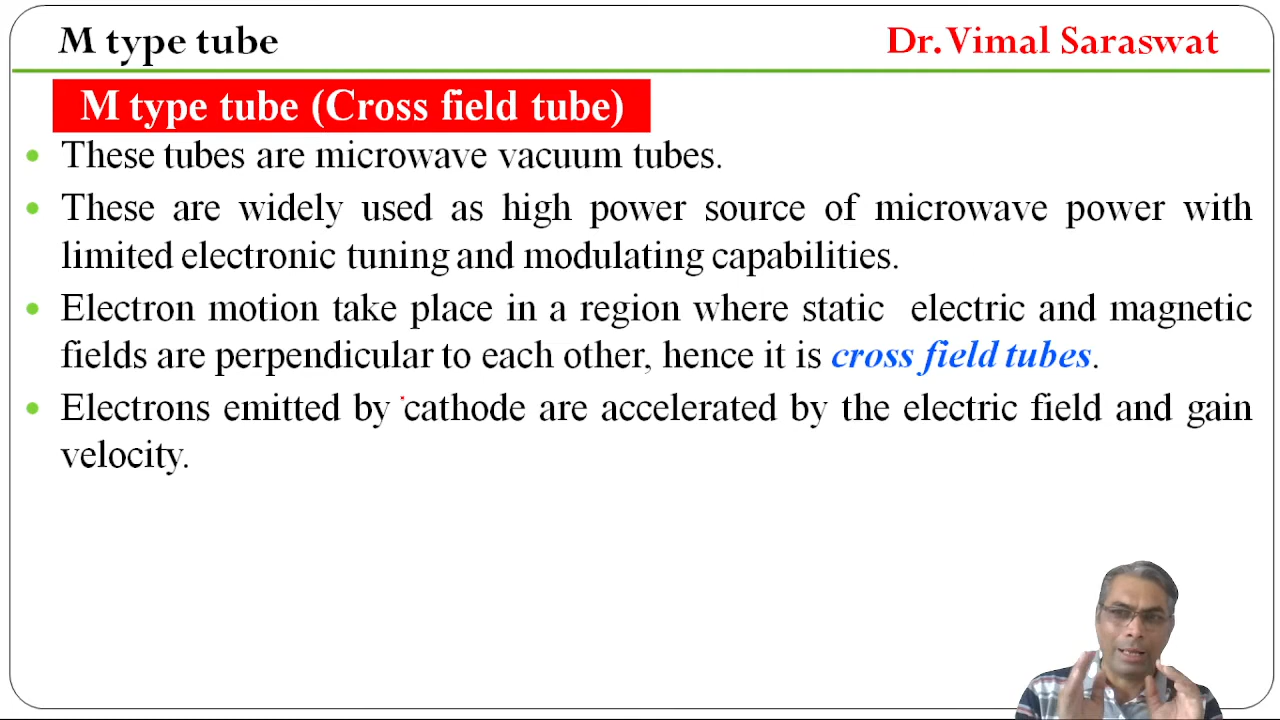 M type tube
Dr. Vimal Saraswat
M type tube (Cross field tube)
These tubes are microwave vacuum tubes.
These are widely used as high power source of microwave power with
limited electronic tuning and modulating capabilities.
Electron motion take place in a region where static electric and magnetic
fields are perpendicular to each other, hence it is cross field tubes.
Electrons emitted by cathode are accelerated by the electric field and gain
velocity.